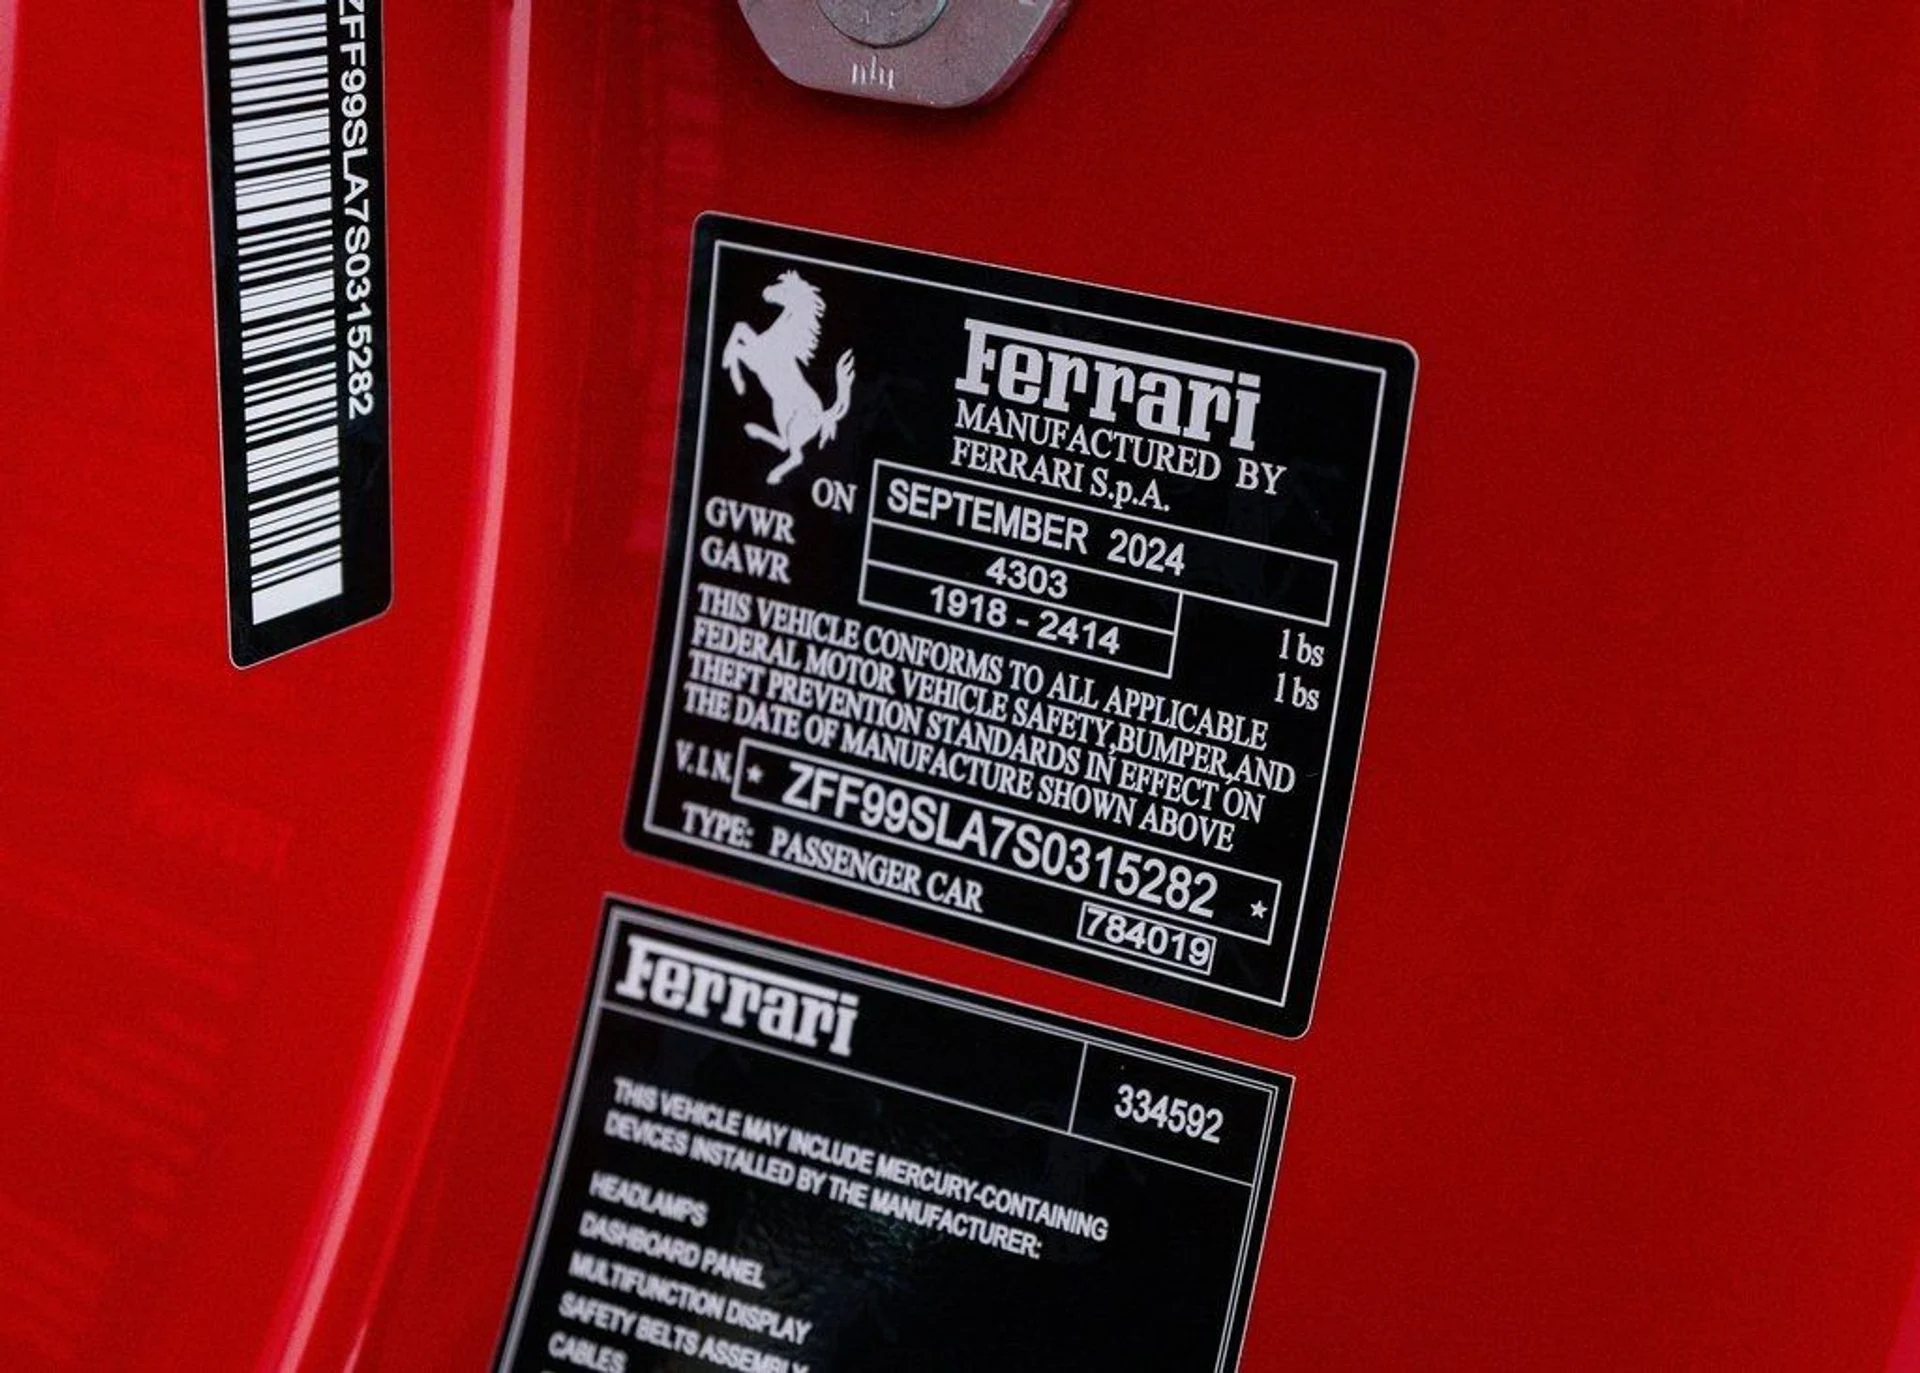 ZFF99SLA7S0315282
Ferrari
MANUFACTURED BY
FERRARI S.p.A.
ON SEPTEMBER 2024
GVWR 4303 lbs
GAWR 1918 - 2414 lbs
THIS VEHICLE CONFORMS TO ALL APPLICABLE
FEDERAL MOTOR VEHICLE SAFETY,BUMPER,AND
THEFT PREVENTION STANDARDS IN EFFECT ON
THE DATE OF MANUFACTURE SHOWN ABOVE
V.I.N. * ZFF99SLA7S0315282 *
TYPE: PASSENGER CAR
784019
Ferrari
334592
THIS VEHICLE MAY INCLUDE MERCURY-CONTAINING
DEVICES INSTALLED BY THE MANUFACTURER:
HEADLAMPS
DASHBOARD PANEL
MULTIFUNCTION DISPLAY
SAFETY BELTS ASSEMBLY
CABLES